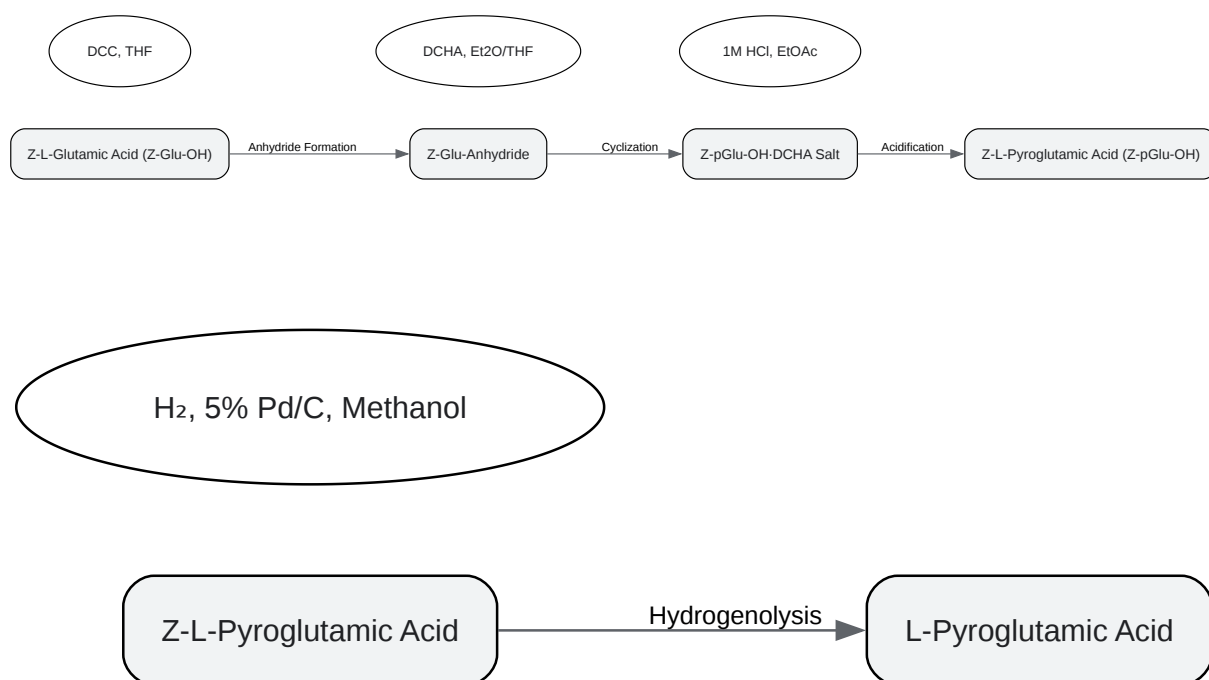 DCC, THF
DCHA, Et2O/THF
1M HCl, EtOAc
Z-L-Glutamic Acid (Z-Glu-OH)
Anhydride Formation
Z-Glu-Anhydride
Cyclization
Z-pGlu-OH·DCHA Salt
Acidification
Z-L-Pyroglutamic Acid (Z-pGlu-OH)
H₂, 5% Pd/C, Methanol
Z-L-Pyroglutamic Acid
Hydrogenolysis
L-Pyroglutamic Acid